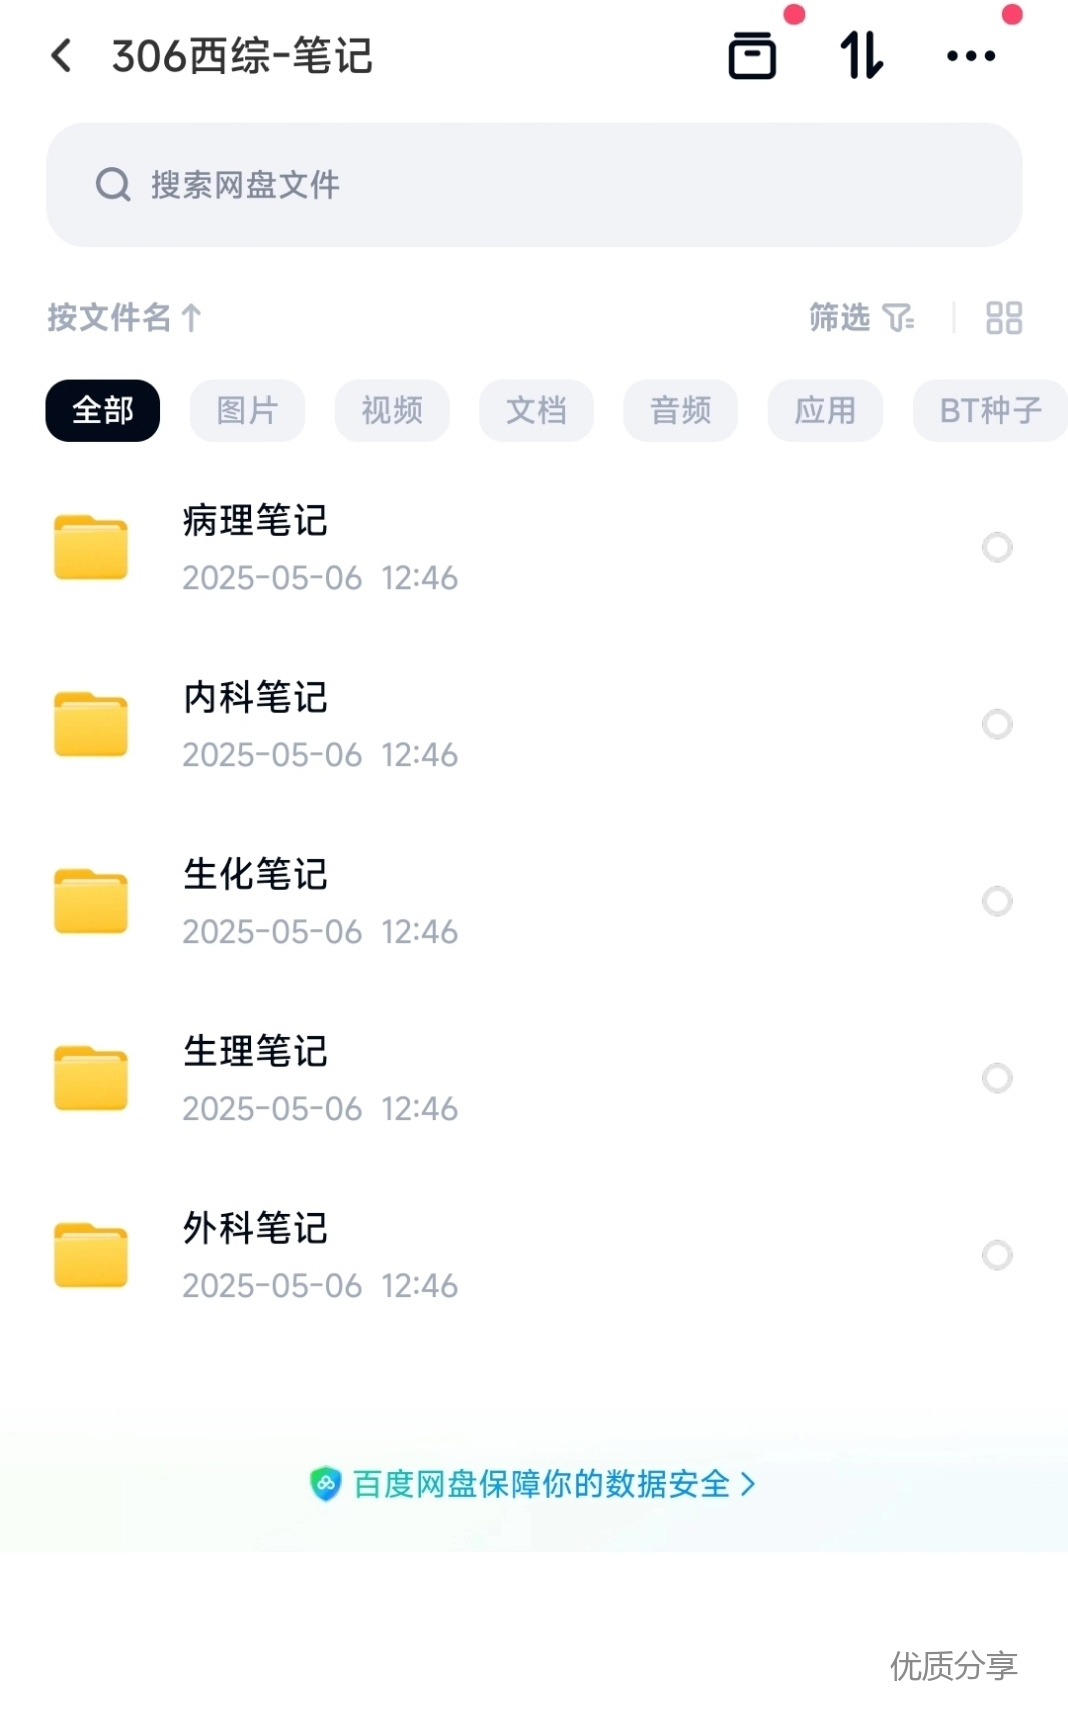 306西综-笔记
搜索网盘文件
按文件名↑
筛选
全部
图片
视频
文档
音频
应用
BT种子
病理笔记
2025-05-06 12:46
内科笔记
2025-05-06 12:46
生化笔记
2025-05-06 12:46
生理笔记
2025-05-06 12:46
外科笔记
2025-05-06 12:46
百度网盘保障你的数据安全
优质分享